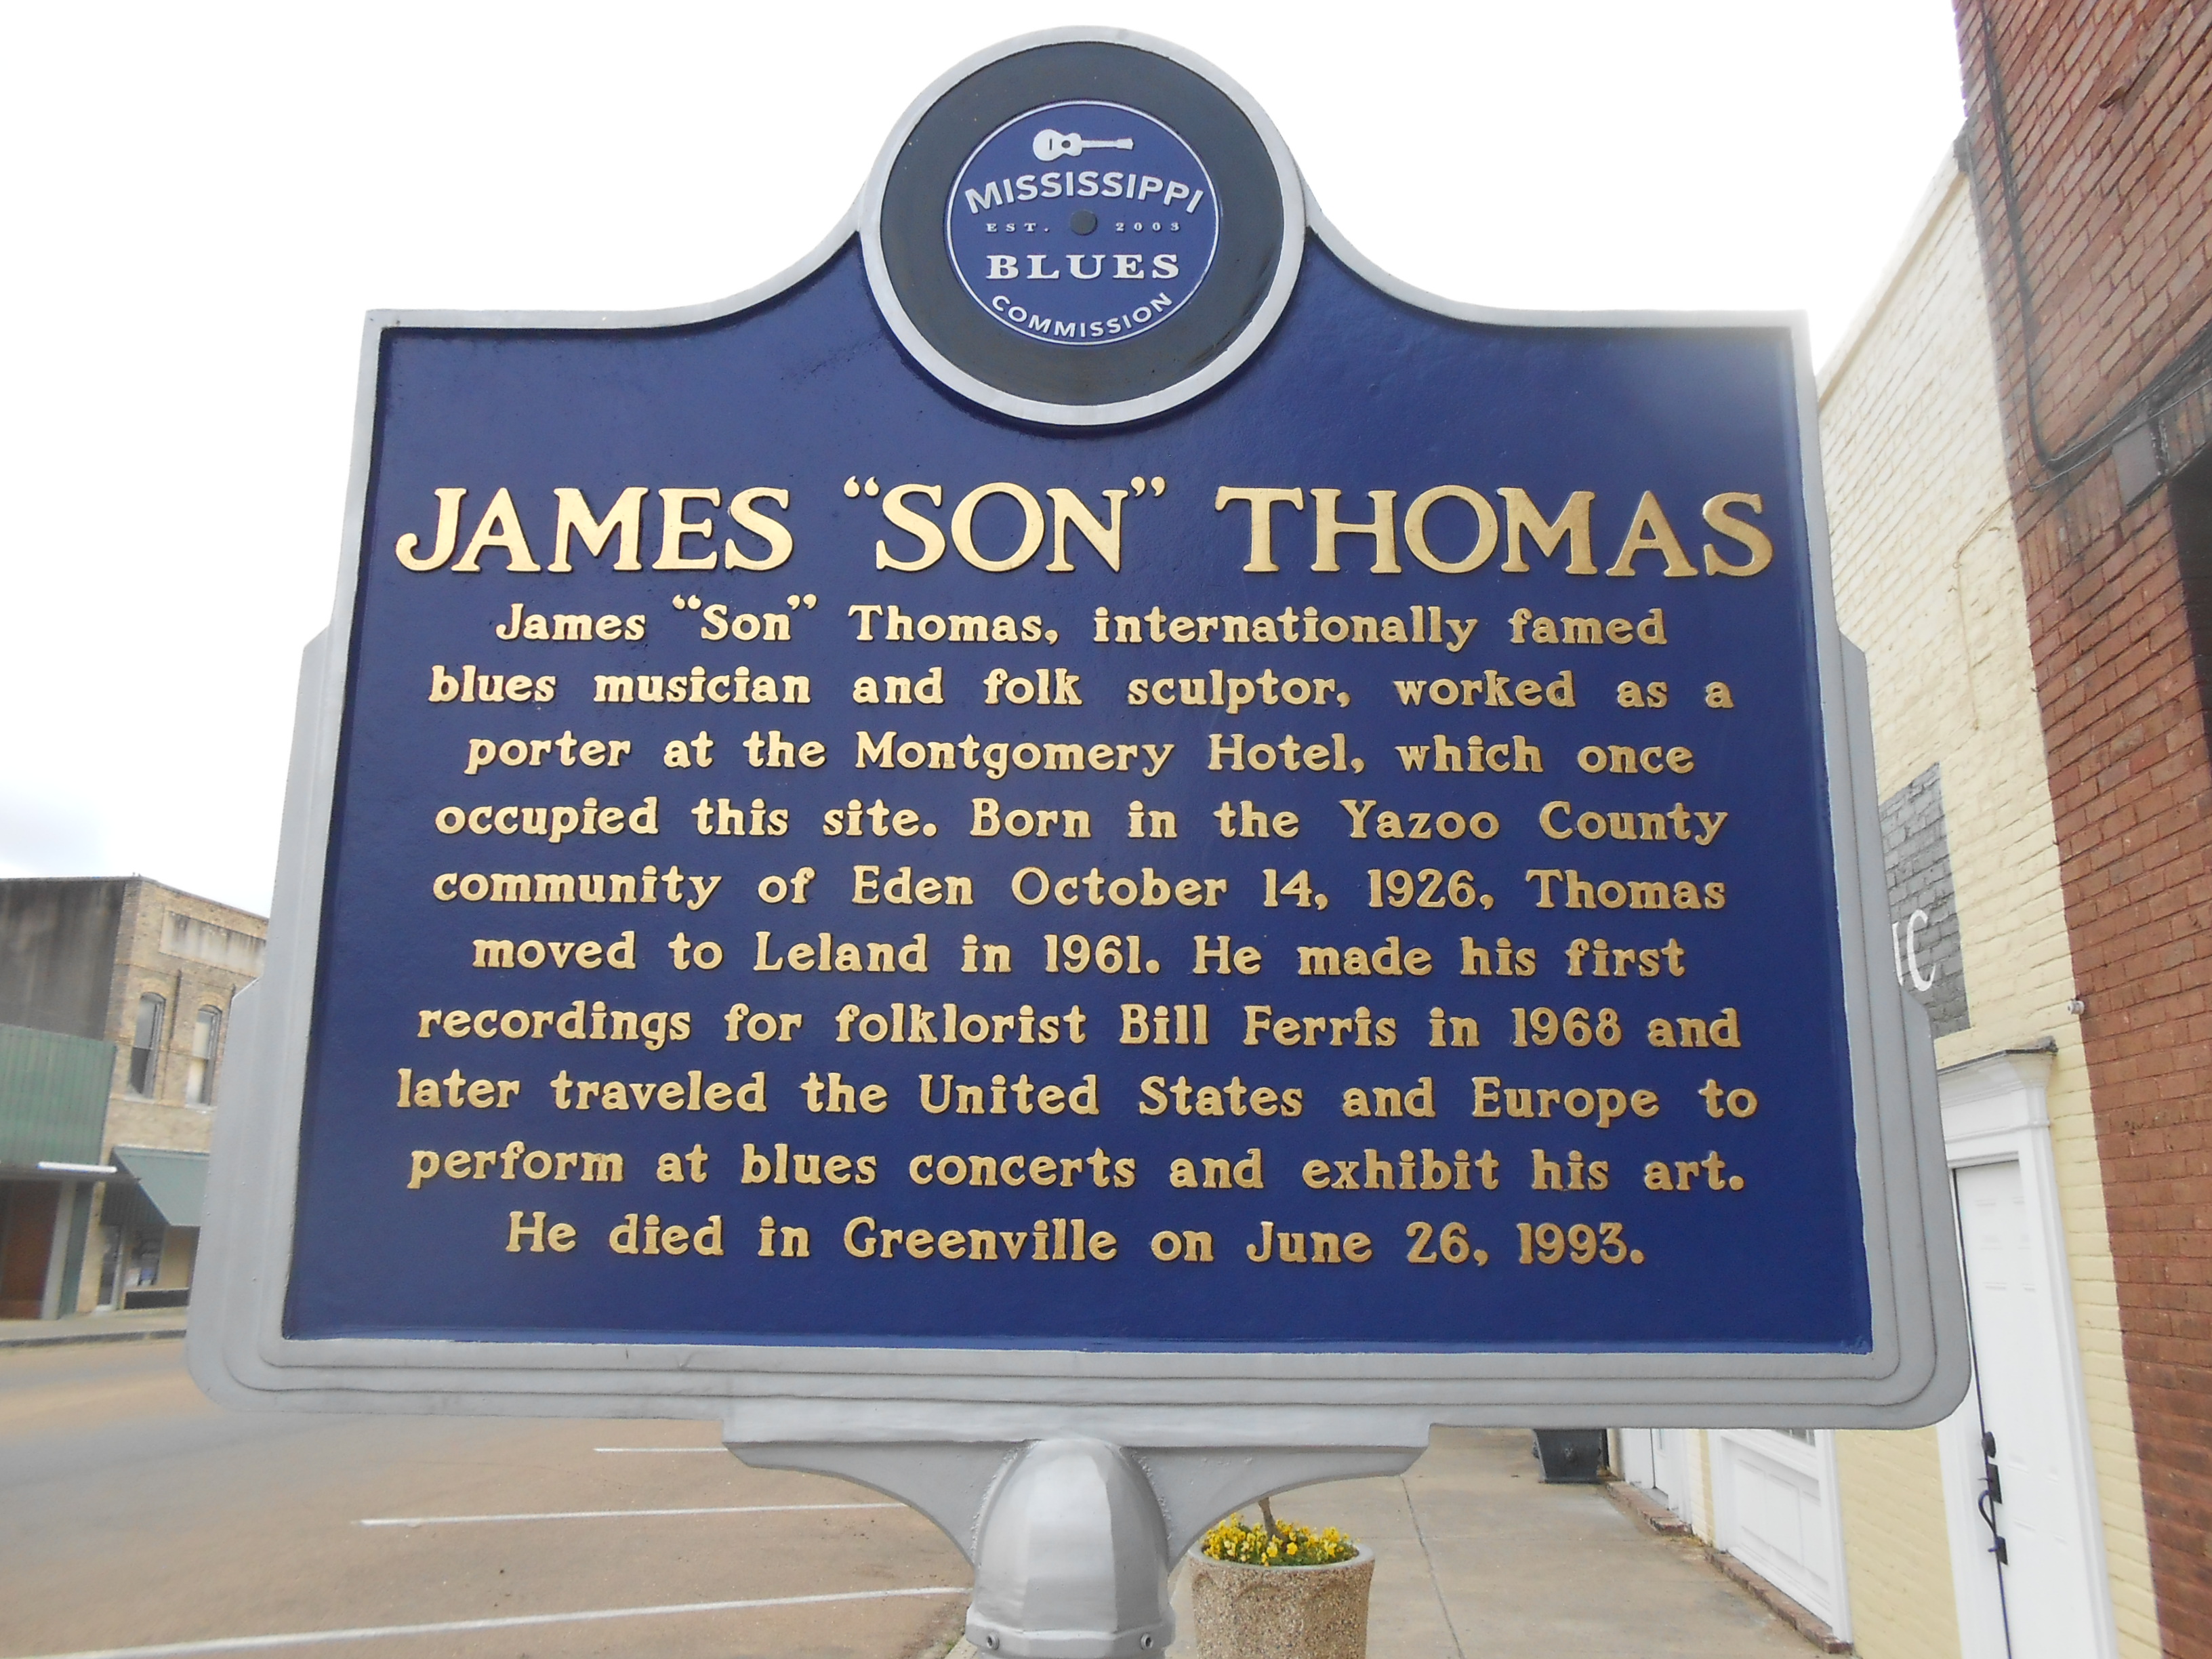 MISSISSIPPI
EST. 2003
BLUES
COMMISSION
JAMES “SON” THOMAS
James “Son” Thomas, internationally famed
blues musician and folk sculptor, worked as a
porter at the Montgomery Hotel, which once
occupied this site. Born in the Yazoo County
community of Eden October 14, 1926, Thomas
moved to Leland in 1961. He made his first
recordings for folklorist Bill Ferris in 1968 and
later traveled the United States and Europe to
perform at blues concerts and exhibit his art.
He died in Greenville on June 26, 1993.